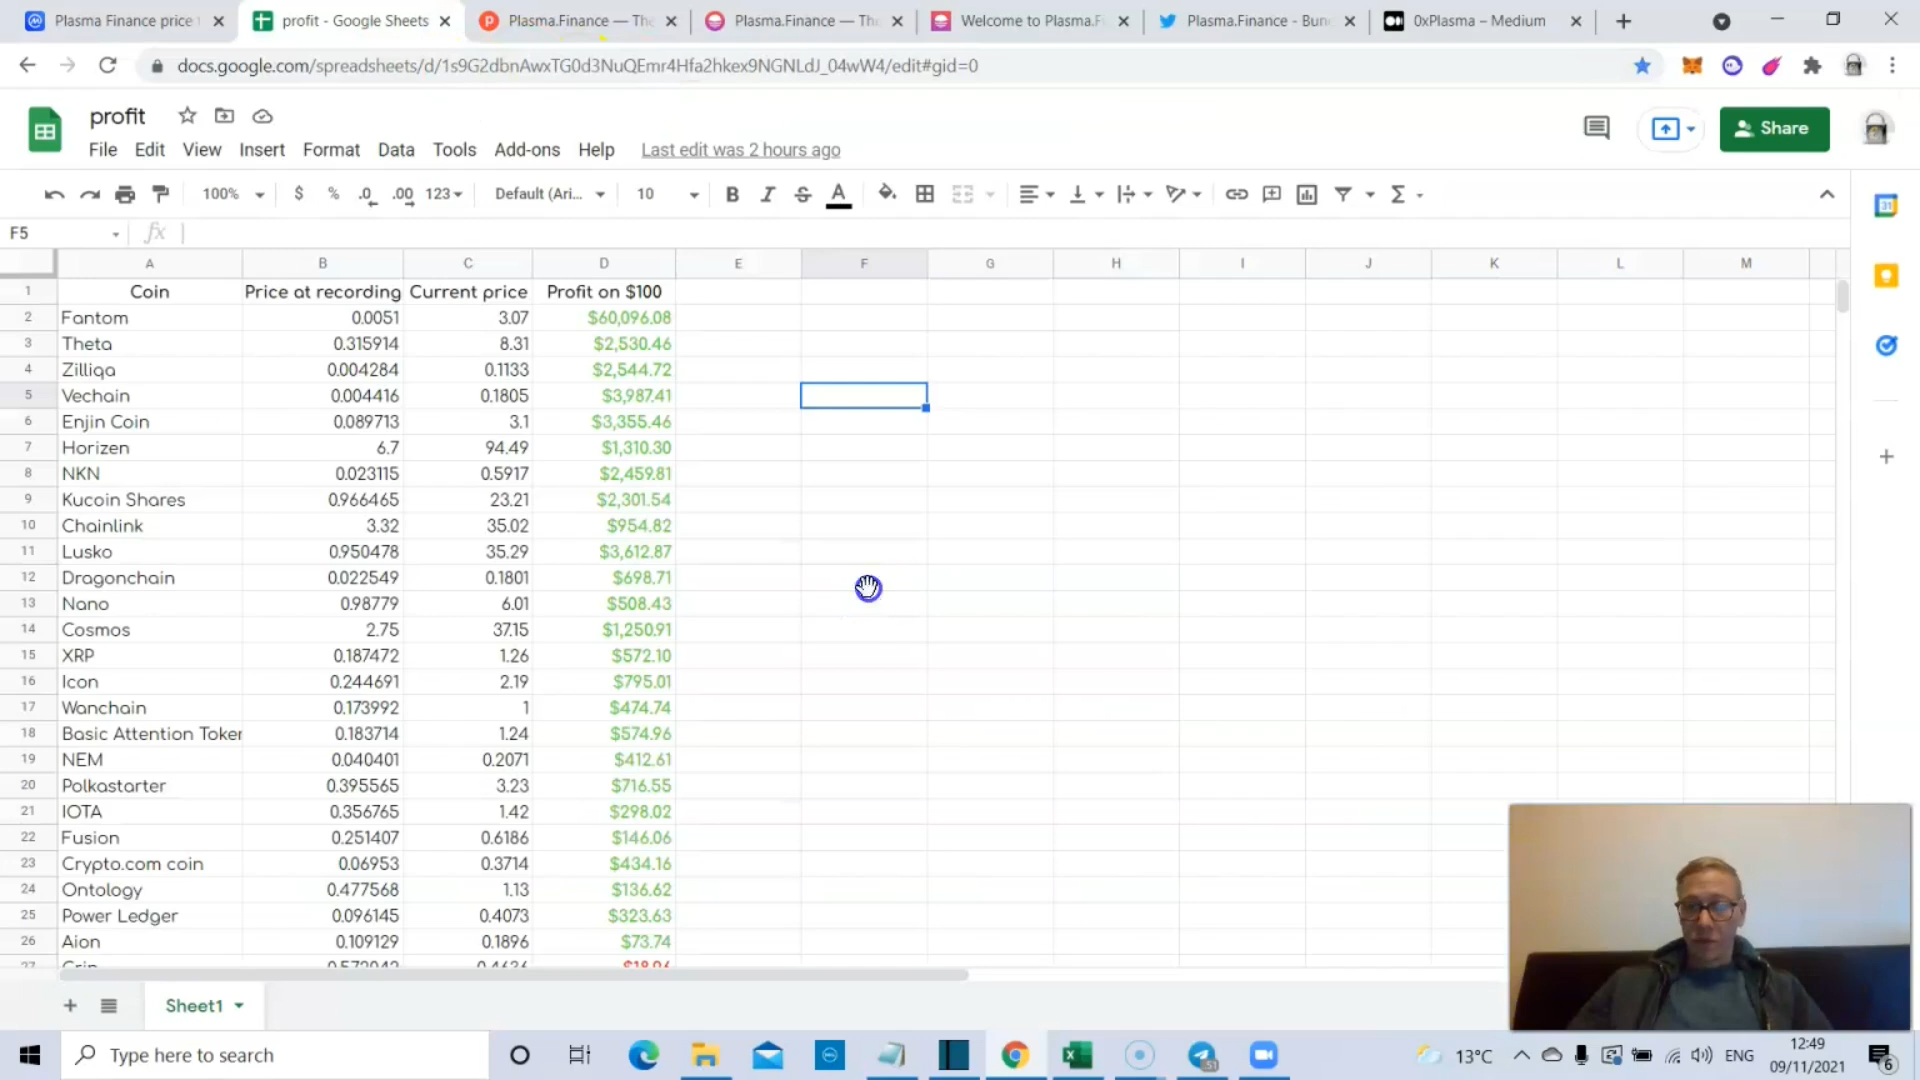 Plasma Finance price t
profit - Google Sheets
Plasma.Finance — The
Plasma.Finance — The
Welcome to Plasma.Fi
Plasma.Finance - Bun
0xPlasma – Medium
docs.google.com/spreadsheets/d/1s9G2dbnAwxTG0d3NuQEmr4Hfa2hkex9NGNLdJ_04wW4/edit#gid=0
profit
File Edit View Insert Format Data Tools Add-ons Help Last edit was 2 hours ago
Share
100% $ % .0 .00 123 Default (Ari... 10 B I S A
F5 fx
A B C D E F G H I J K L M
1 Coin Price at recording Current price Profit on $100
2 Fantom 0.0051 3.07 $60,096.08
3 Theta 0.315914 8.31 $2,530.46
4 Zilliqa 0.004284 0.1133 $2,544.72
5 Vechain 0.004416 0.1805 $3,987.41
6 Enjin Coin 0.089713 3.1 $3,355.46
7 Horizen 6.7 94.49 $1,310.30
8 NKN 0.023115 0.5917 $2,459.81
9 Kucoin Shares 0.966465 23.21 $2,301.54
10 Chainlink 3.32 35.02 $954.82
11 Lusko 0.950478 35.29 $3,612.87
12 Dragonchain 0.022549 0.1801 $698.71
13 Nano 0.98779 6.01 $508.43
14 Cosmos 2.75 37.15 $1,250.91
15 XRP 0.187472 1.26 $572.10
16 Icon 0.244691 2.19 $795.01
17 Wanchain 0.173992 1 $474.74
18 Basic Attention Token 0.183714 1.24 $574.96
19 NEM 0.040401 0.2071 $412.61
20 Polkastarter 0.395565 3.23 $716.55
21 IOTA 0.356765 1.42 $298.02
22 Fusion 0.251407 0.6186 $146.06
23 Crypto.com coin 0.06953 0.3714 $434.16
24 Ontology 0.477568 1.13 $136.62
25 Power Ledger 0.096145 0.4073 $323.63
26 Aion 0.109129 0.1896 $73.74
27 Grin
Sheet1
Type here to search
13°C
ENG
12:49
09/11/2021